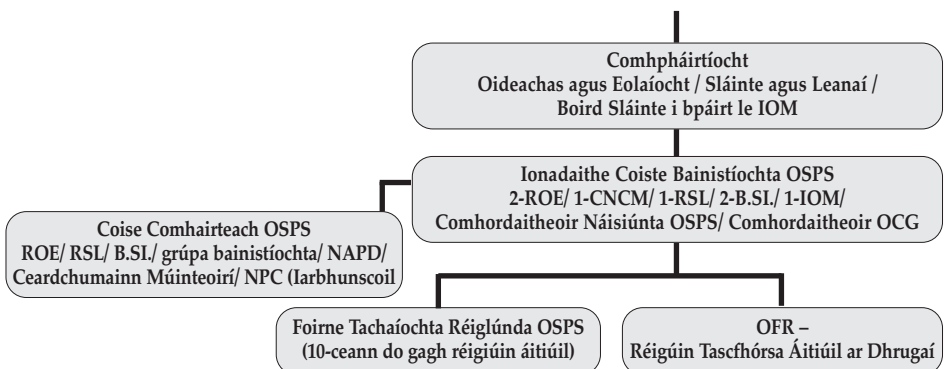 Comhpháirtíocht
Oideachas agus Eolaíocht / Sláinte agus Leanaí /
Boird Sláinte i bpáirt le IOM
Ionadaithe Coiste Bainistíochta OSPS
2-ROE/ 1-CNCM/ 1-RSL/ 2-B.SI./ 1-IOM/
Comhordaitheoir Náisiúnta OSPS/ Comhordaitheoir OCG
Coise Comhairteach OSPS
ROE/ RSL/ B.SI./ grúpa bainistíochta/ NAPD/
Ceardchumainn Múinteoirí/ NPC (Iarbhunscoil
Foirne Tachaíochta Réiglúnda OSPS
(10-ceann do gagh réigiúin áitiúil)
OFR –
Réigúin Tascfhórsa Áitiúil ar Dhrugaí